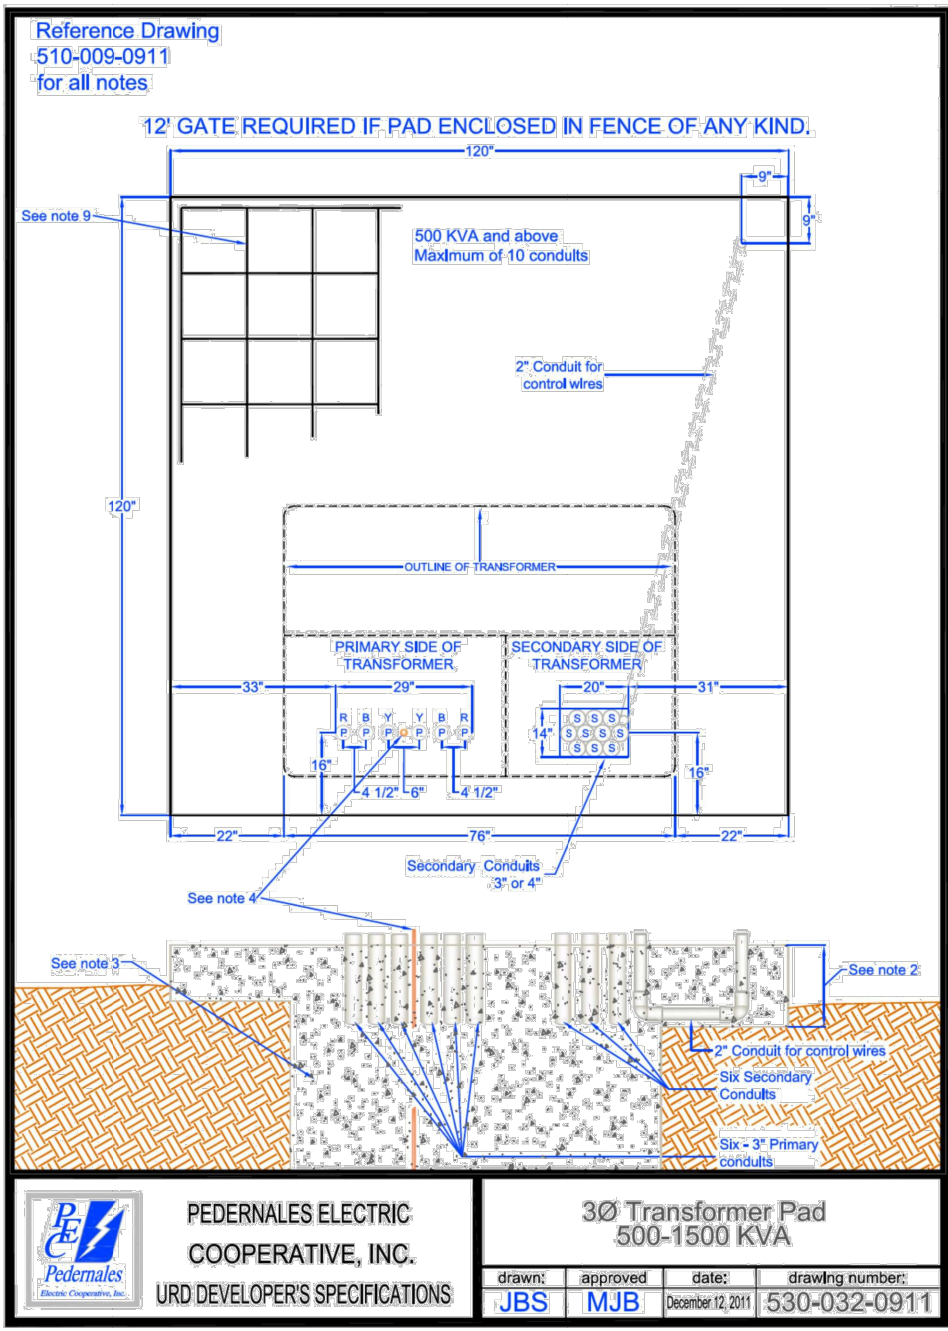 Reference Drawing
510-009-0911
for all notes
12' GATE REQUIRED IF PAD ENCLOSED IN FENCE OF ANY KIND.
120"
9"
9"
See note 9
500 KVA and above
Maximum of 10 conduits
2" Conduit for
control wires
120"
OUTLINE OF TRANSFORMER
PRIMARY SIDE OF
TRANSFORMER
SECONDARY SIDE OF
TRANSFORMER
33"
29"
20"
31"
R B Y Y B R
P P P P P P
S S S
S S S S
S S S
14"
16"
16"
4 1/2"
6"
4 1/2"
22"
76"
22"
Secondary Conduits
3" or 4"
See note 4
See note 3
See note 2
2" Conduit for control wires
Six Secondary
Conduits
Six - 3" Primary
conduits
PEC
Pedernales
Electric Cooperative, Inc.
PEDERNALES ELECTRIC
COOPERATIVE, INC.
URD DEVELOPER'S SPECIFICATIONS
3Ø Transformer Pad
500-1500 KVA
drawn:
JBS
approved
MJB
date:
December 12, 2011
drawing number:
530-032-0911